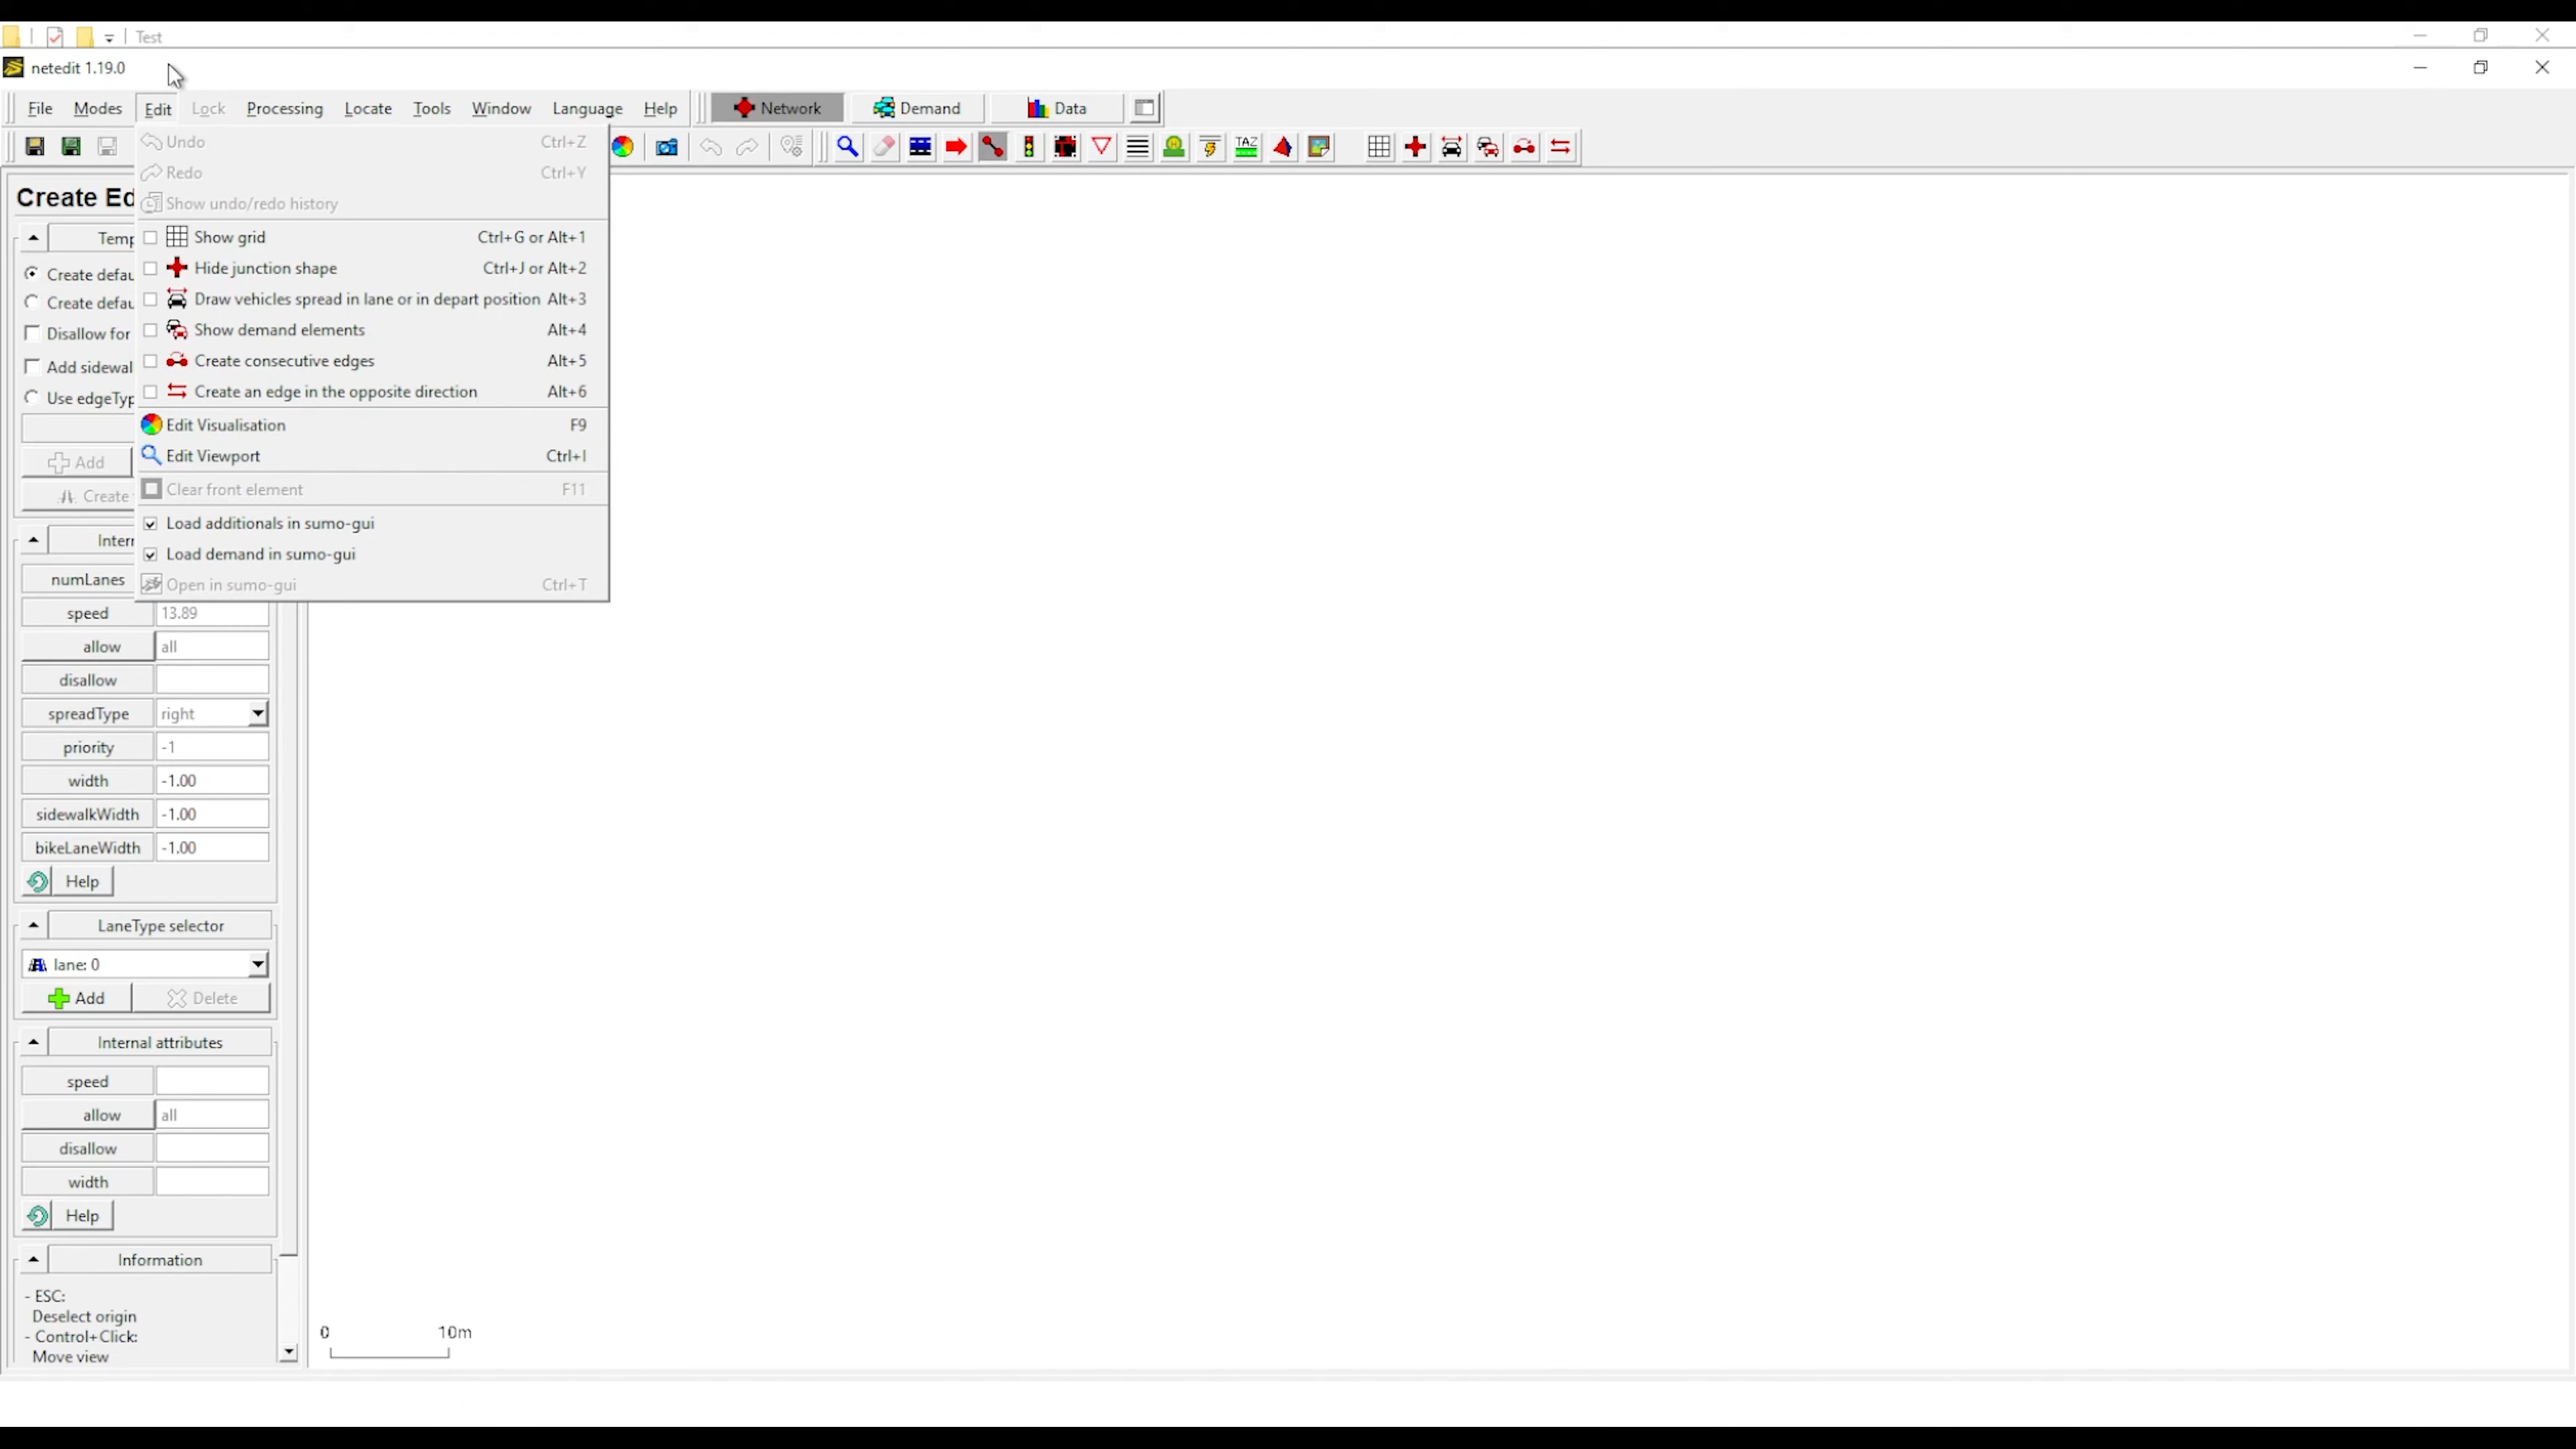 Test
netedit 1.19.0
File Modes Edit Lock Processing Locate Tools Window Language Help Network Demand Data
Undo Ctrl+Z
Redo Ctrl+Y
Show undo/redo history
Show grid Ctrl+G or Alt+1
Hide junction shape Ctrl+J or Alt+2
Draw vehicles spread in lane or in depart position Alt+3
Show demand elements Alt+4
Create consecutive edges Alt+5
Create an edge in the opposite direction Alt+6
Edit Visualisation F9
Edit Viewport Ctrl+I
Clear front element F11
Load additionals in sumo-gui
Load demand in sumo-gui
Open in sumo-gui Ctrl+T
TAZ
Create Ed
Temp
Create defau
Create defau
Disallow for
Add sidewal
Use edgeTyp
Add
Create
Intern
numLanes
speed 13.89
allow all
disallow
spreadType right
priority -1
width -1.00
sidewalkWidth -1.00
bikeLaneWidth -1.00
Help
LaneType selector
lane: 0
Add Delete
Internal attributes
speed
allow all
disallow
width
Help
Information
- ESC:
Deselect origin
- Control+Click:
Move view
0 10m